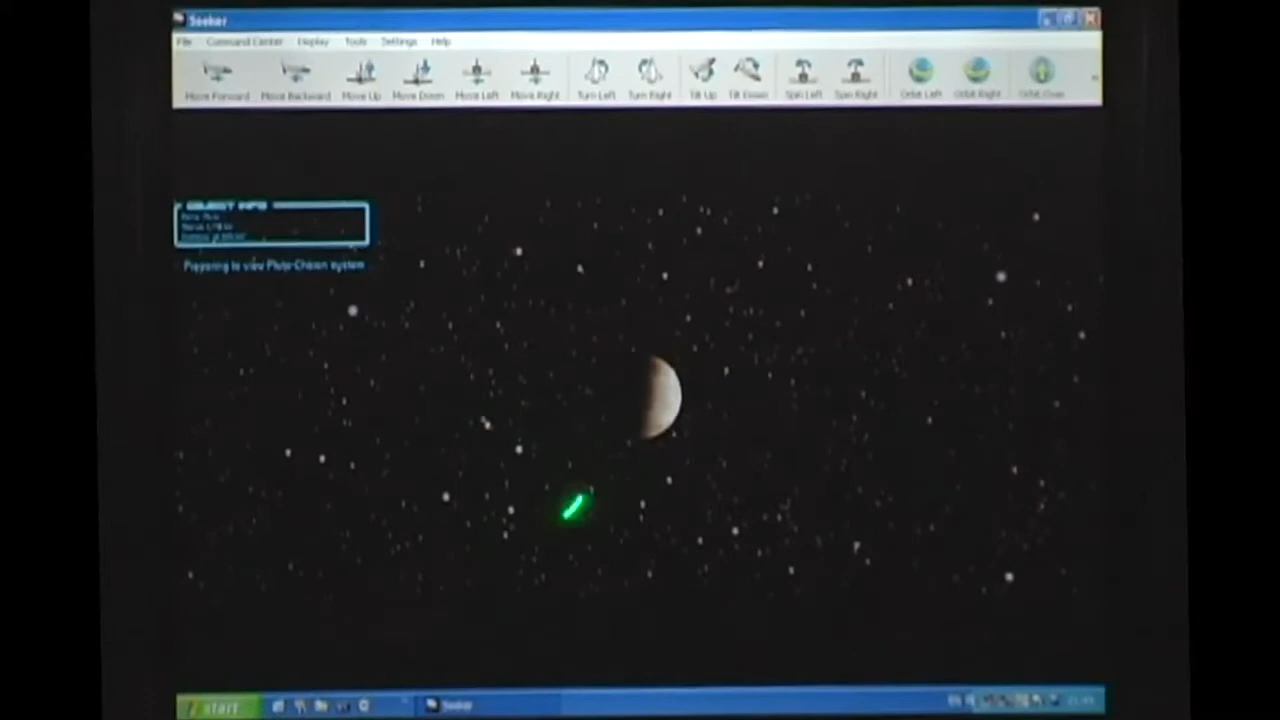 Seeker
File Command Center Display Tools Settings Help
Move Forward Move Backward Move Up Move Down Move Left Move Right Turn Left Turn Right Tilt Up Tilt Down Spin Left Spin Right Orbit Left Orbit Right Orbit Over
OBJECT INFO
Preparing to view Pluto-Charon system
start Seeker